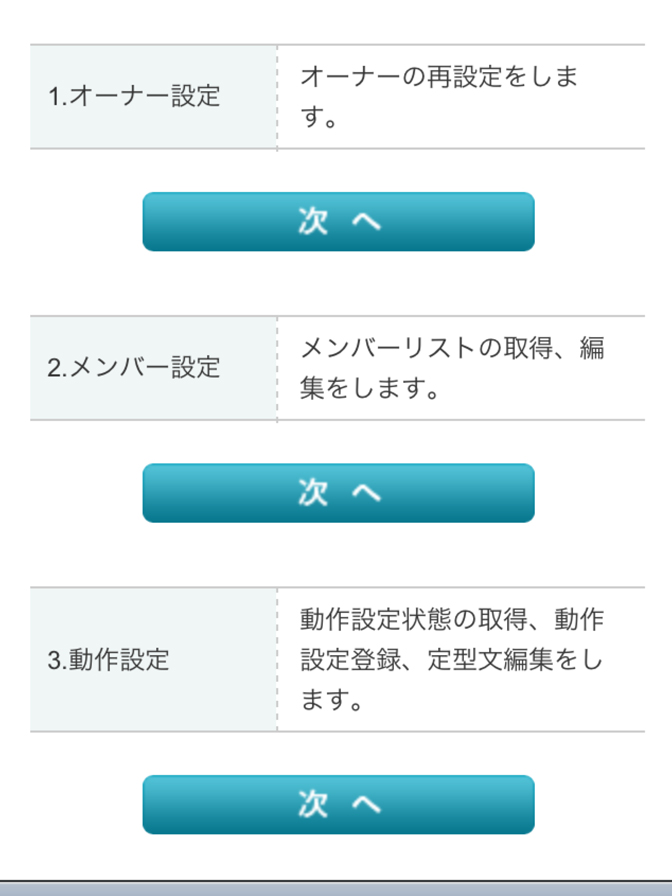 1.オーナー設定
オーナーの再設定をしま
す。
次 へ
2.メンバー設定
メンバーリストの取得、編
集をします。
次 へ
3.動作設定
動作設定状態の取得、動作
設定登録、定型文編集をし
ます。
次 へ